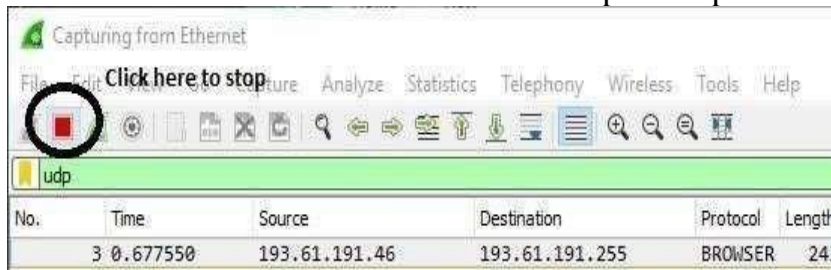 Capturing from Ethernet
File Edit View Go Capture Analyze Statistics Telephony Wireless Tools Help
Click here to stop
udp
No. Time Source Destination Protocol Length
3 0.677550 193.61.191.46 193.61.191.255 BROWSER 24